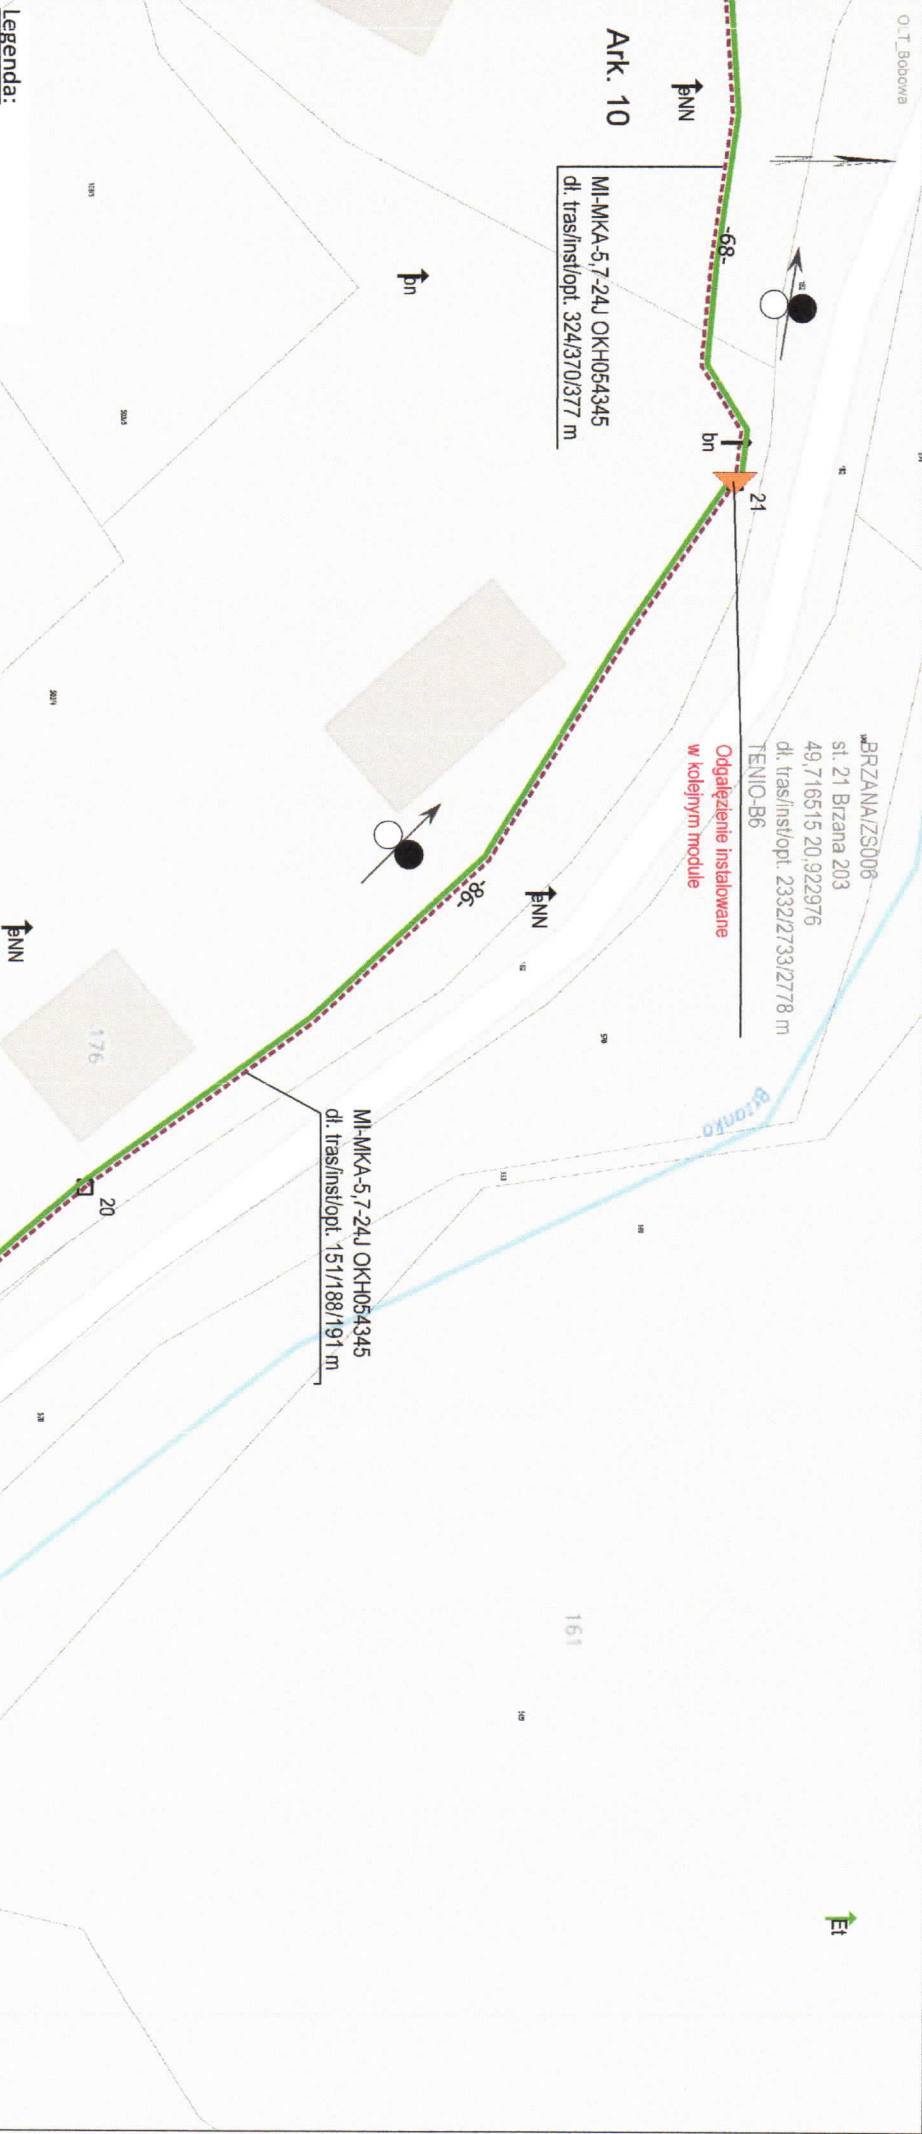 O.T_Bobowa
eNN
Ark. 10
MI-MKA-5,7-24J OKH054345
dł. tras/inst/opt. 324/370/377 m
-68-
bn
bn
21
BRZANA/ZS006
st. 21 Brzana 203
49,716515 20,922976
dł. tras/inst/opt. 2332/2733/2778 m
TENIO-B6
Odgałęzienie instalowane
w kolejnym module
-98-
eNN
eNN
176
Brzanka
20
MI-MKA-5,7-24J OKH054345
dł. tras/inst/opt. 151/188/191 m
161
Et
Legenda: